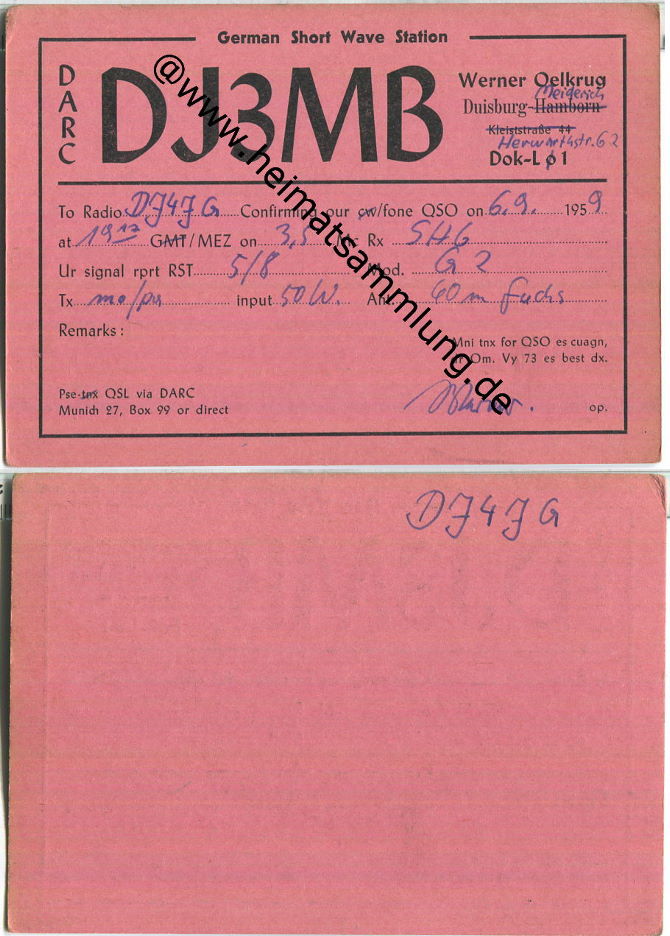 German Short Wave Station
DARC
DJ3MB
Werner Oelkrug
Meiderich
Duisburg-Hamborn
Kleiststraße 44
Herwarthstr. 62
Dok-L Ø 1
To Radio DJ4JG Confirming our cw/fone QSO on 6.9. 1959
at 19 17 GMT/MEZ on 3,5 Rx SH6
Ur signal rprt RST 5/8 Mod. G2
Tx mo/pa input 50 W. Ant. 40 m Fuchs
Remarks:
Mni tnx for QSO es cuagn,
Om. Vy 73 es best dx.
Pse-tnx QSL via DARC
Munich 27, Box 99 or direct
op.
@www.heimatsammlung.de
DJ4JG